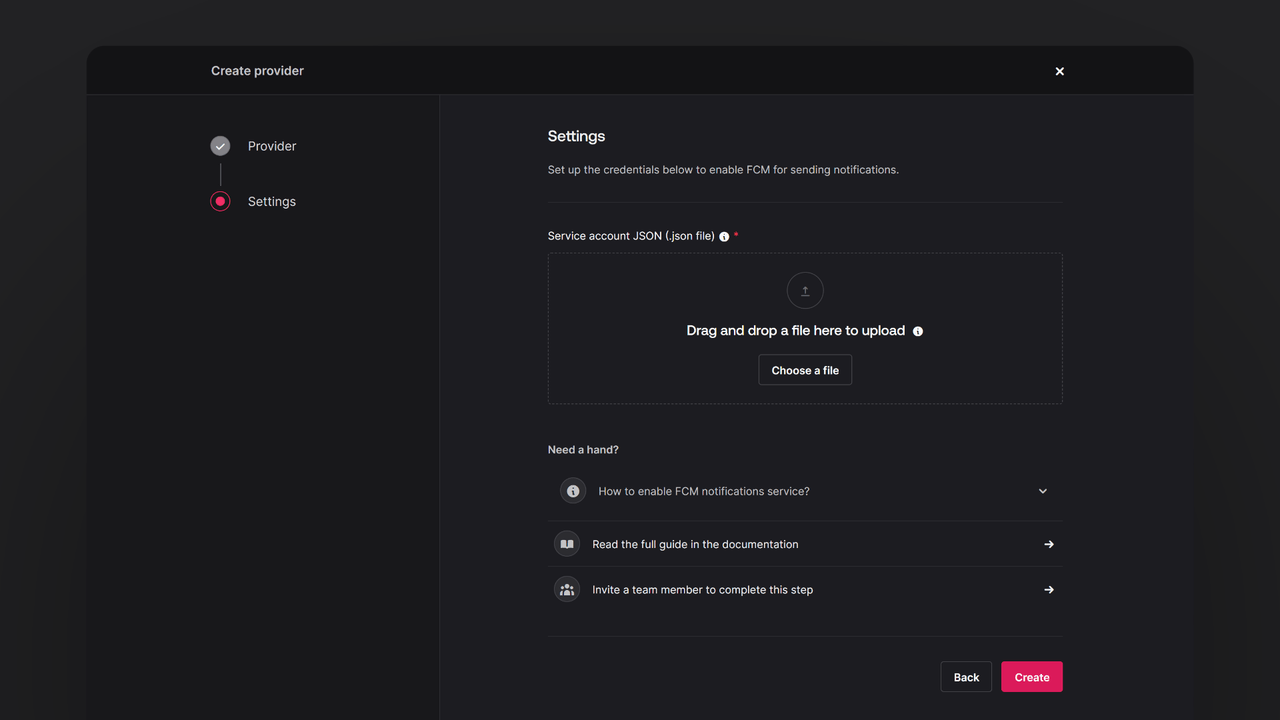 Create provider
Provider
Settings
Settings
Set up the credentials below to enable FCM for sending notifications.
Service account JSON (.json file) *
Drag and drop a file here to upload
Choose a file
Need a hand?
How to enable FCM notifications service?
Read the full guide in the documentation
Invite a team member to complete this step
Back
Create